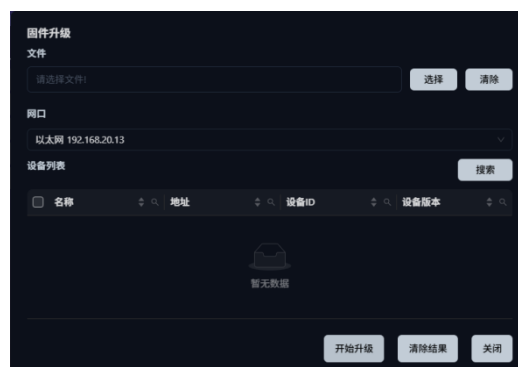 固件升级
文件
请选择文件!
选择
清除
网口
以太网 192.168.20.13
设备列表
搜索
名称
地址
设备ID
设备版本
暂无数据
开始升级
清除结果
关闭